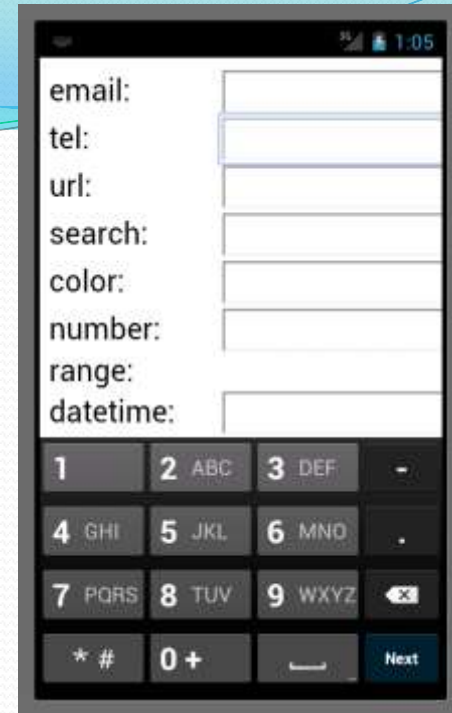 3G 1:05
email:
tel:
url:
search:
color:
number:
range:
datetime:
1 2 ABC 3 DEF -
4 GHI 5 JKL 6 MNO .
7 PQRS 8 TUV 9 WXYZ
* # 0 + Next